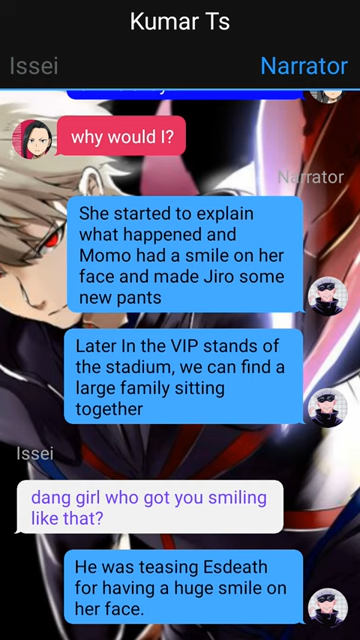 Kumar Ts
Issei
Narrator
why would I?
Narrator
She started to explain
what happened and
Momo had a smile on her
face and made Jiro some
new pants
Later In the VIP stands of
the stadium, we can find a
large family sitting
together
Issei
dang girl who got you smiling
like that?
He was teasing Esdeath
for having a huge smile on
her face.